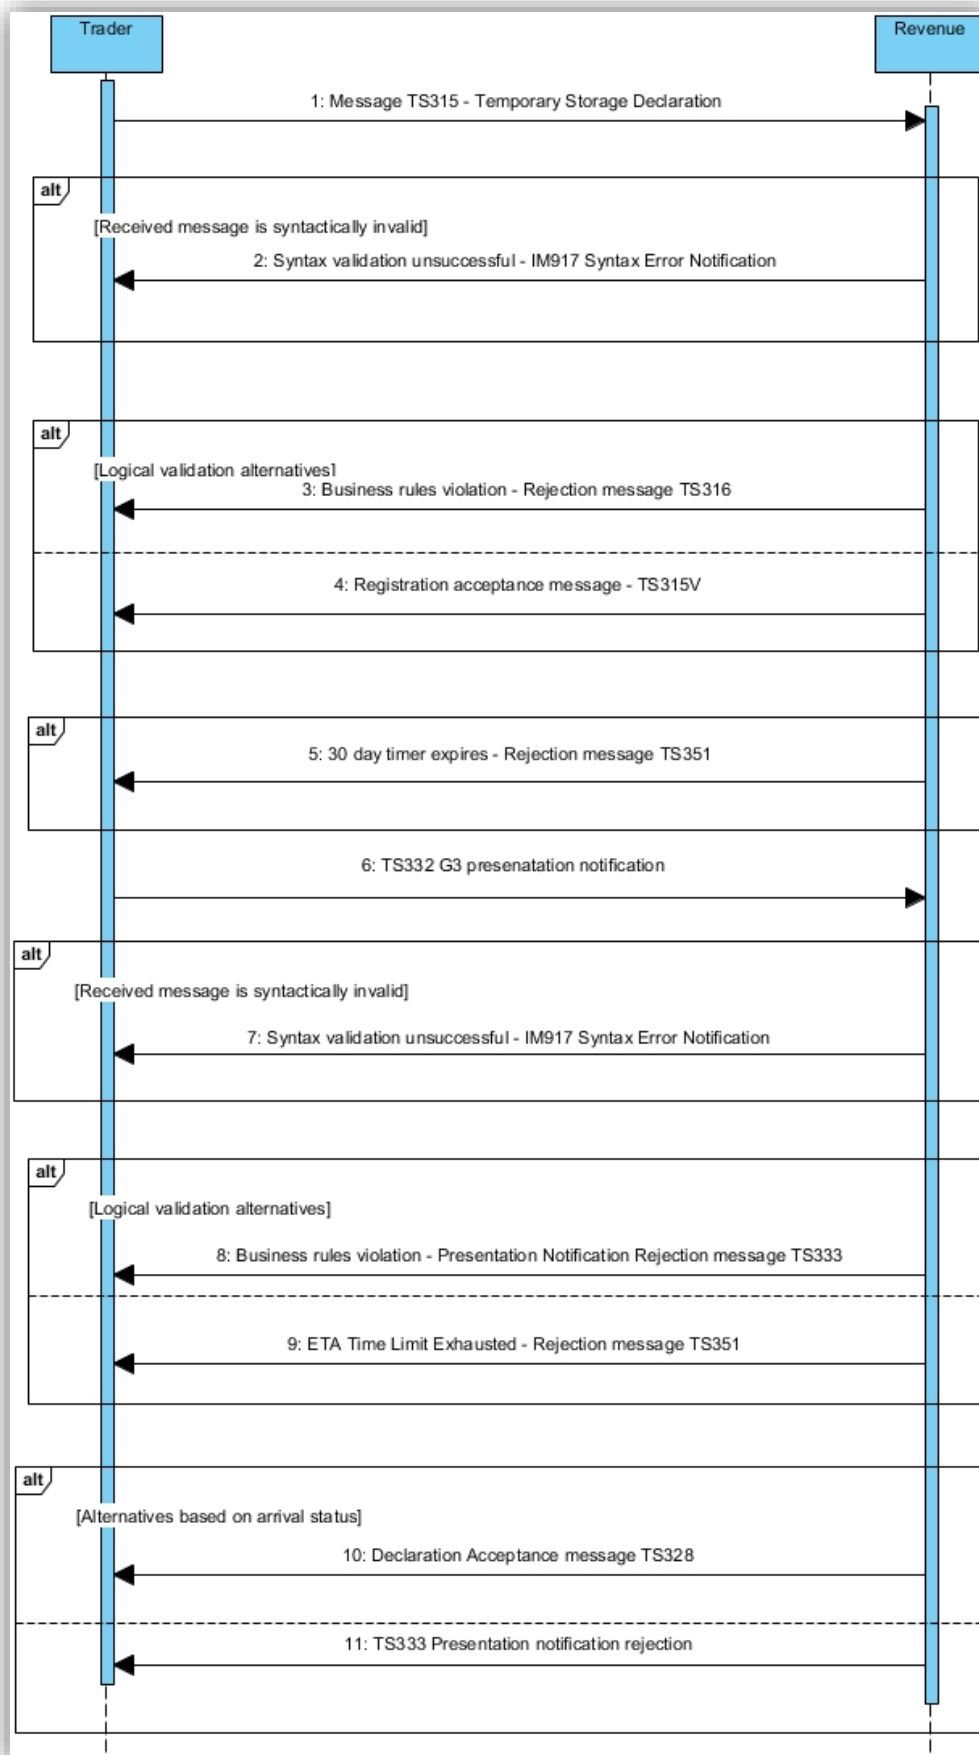 Trader
Revenue
1: Message TS315 - Temporary Storage Declaration
alt
[Received message is syntactically invalid]
2: Syntax validation unsuccessful - IM917 Syntax Error Notification
alt
[Logical validation alternatives]
3: Business rules violation - Rejection message TS316
4: Registration acceptance message - TS315V
alt
5: 30 day timer expires - Rejection message TS351
6: TS332 G3 presenatation notification
alt
[Received message is syntactically invalid]
7: Syntax validation unsuccessful - IM917 Syntax Error Notification
alt
[Logical validation alternatives]
8: Business rules violation - Presentation Notification Rejection message TS333
9: ETA Time Limit Exhausted - Rejection message TS351
alt
[Alternatives based on arrival status]
10: Declaration Acceptance message TS328
11: TS333 Presentation notification rejection